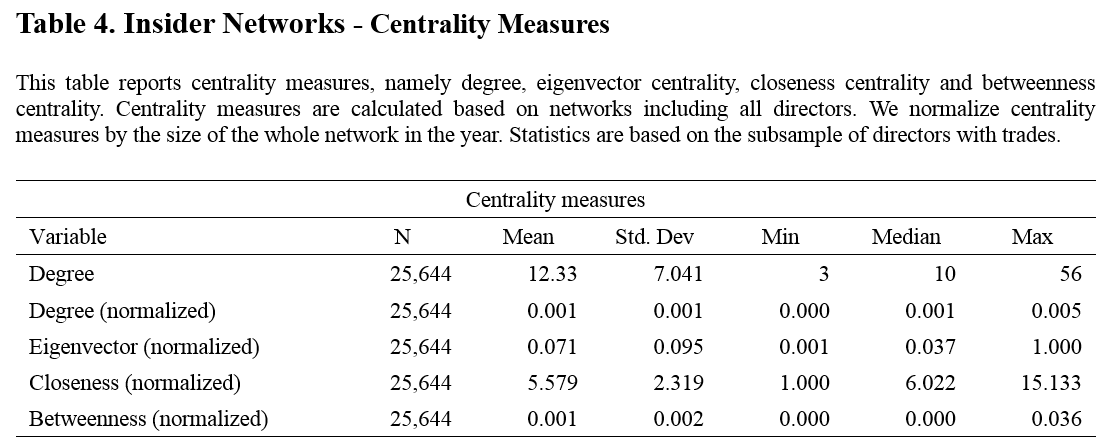 Table 4. Insider Networks - Centrality Measures
This table reports centrality measures, namely degree, eigenvector centrality, closeness centrality and betweenness
centrality. Centrality measures are calculated based on networks including all directors. We normalize centrality
measures by the size of the whole network in the year. Statistics are based on the subsample of directors with trades.
Centrality measures
Variable N Mean Std. Dev Min Median Max
Degree 25,644 12.33 7.041 3 10 56
Degree (normalized) 25,644 0.001 0.001 0.000 0.001 0.005
Eigenvector (normalized) 25,644 0.071 0.095 0.001 0.037 1.000
Closeness (normalized) 25,644 5.579 2.319 1.000 6.022 15.133
Betweenness (normalized) 25,644 0.001 0.002 0.000 0.000 0.036